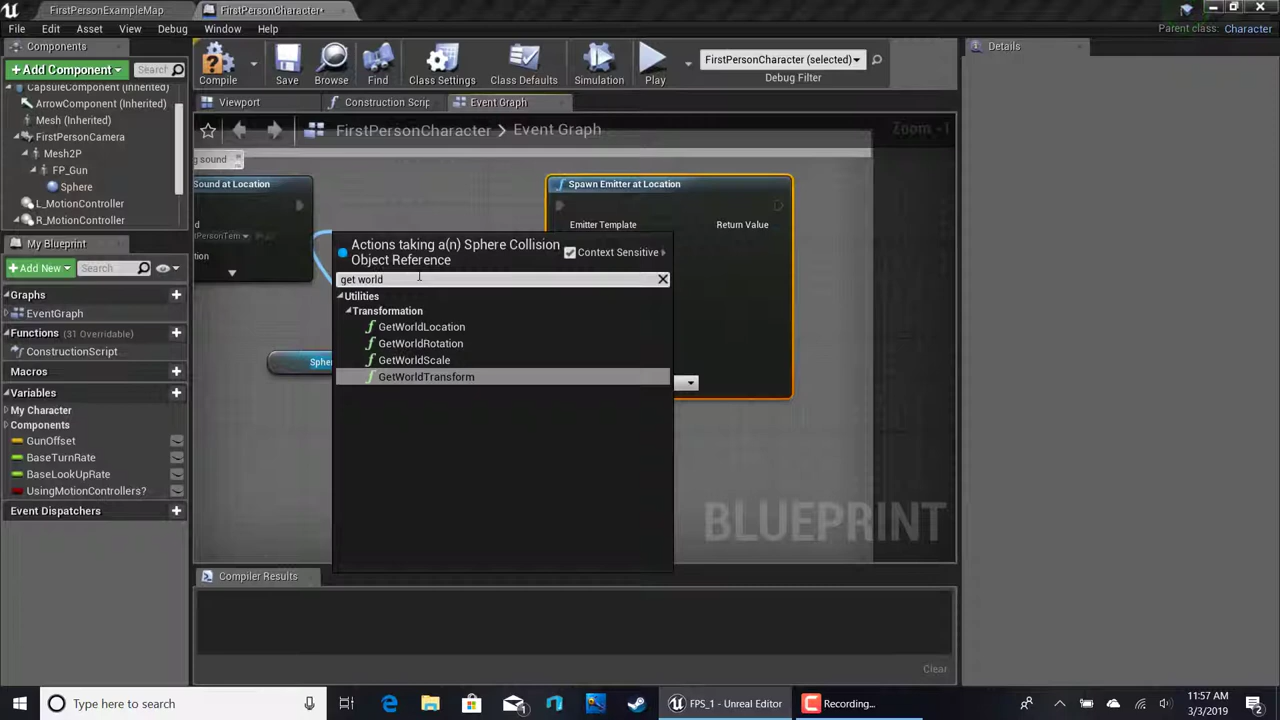 FirstPersonExampleMap
FirstPersonCharacter*
File Edit Asset View Debug Window Help
Parent class: Character
Components
Details
+ Add Component
Search
CapsuleComponent (Inherited)
ArrowComponent (Inherited)
Mesh (Inherited)
FirstPersonCamera
Mesh2P
FP_Gun
Sphere
L_MotionController
R_MotionController
Compile
Save
Browse
Find
Class Settings
Class Defaults
Simulation
Play
FirstPersonCharacter (selected)
Debug Filter
Viewport
Construction Scrip
Event Graph
FirstPersonCharacter > Event Graph
Zoom -1
g sound
Sound at Location
Spawn Emitter at Location
Emitter Template
Return Value
Actions taking a(n) Sphere Collision
Object Reference
Context Sensitive
get world
Utilities
Transformation
GetWorldLocation
GetWorldRotation
GetWorldScale
GetWorldTransform
Spher
BLUEPRINT
My Blueprint
+ Add New
Search
Graphs
EventGraph
Functions (31 Overridable)
ConstructionScript
Macros
Variables
My Character
Components
GunOffset
BaseTurnRate
BaseLookUpRate
UsingMotionControllers?
Event Dispatchers
Compiler Results
Clear
Type here to search
FPS_1 - Unreal Editor
Recording...
11:57 AM
3/3/2019